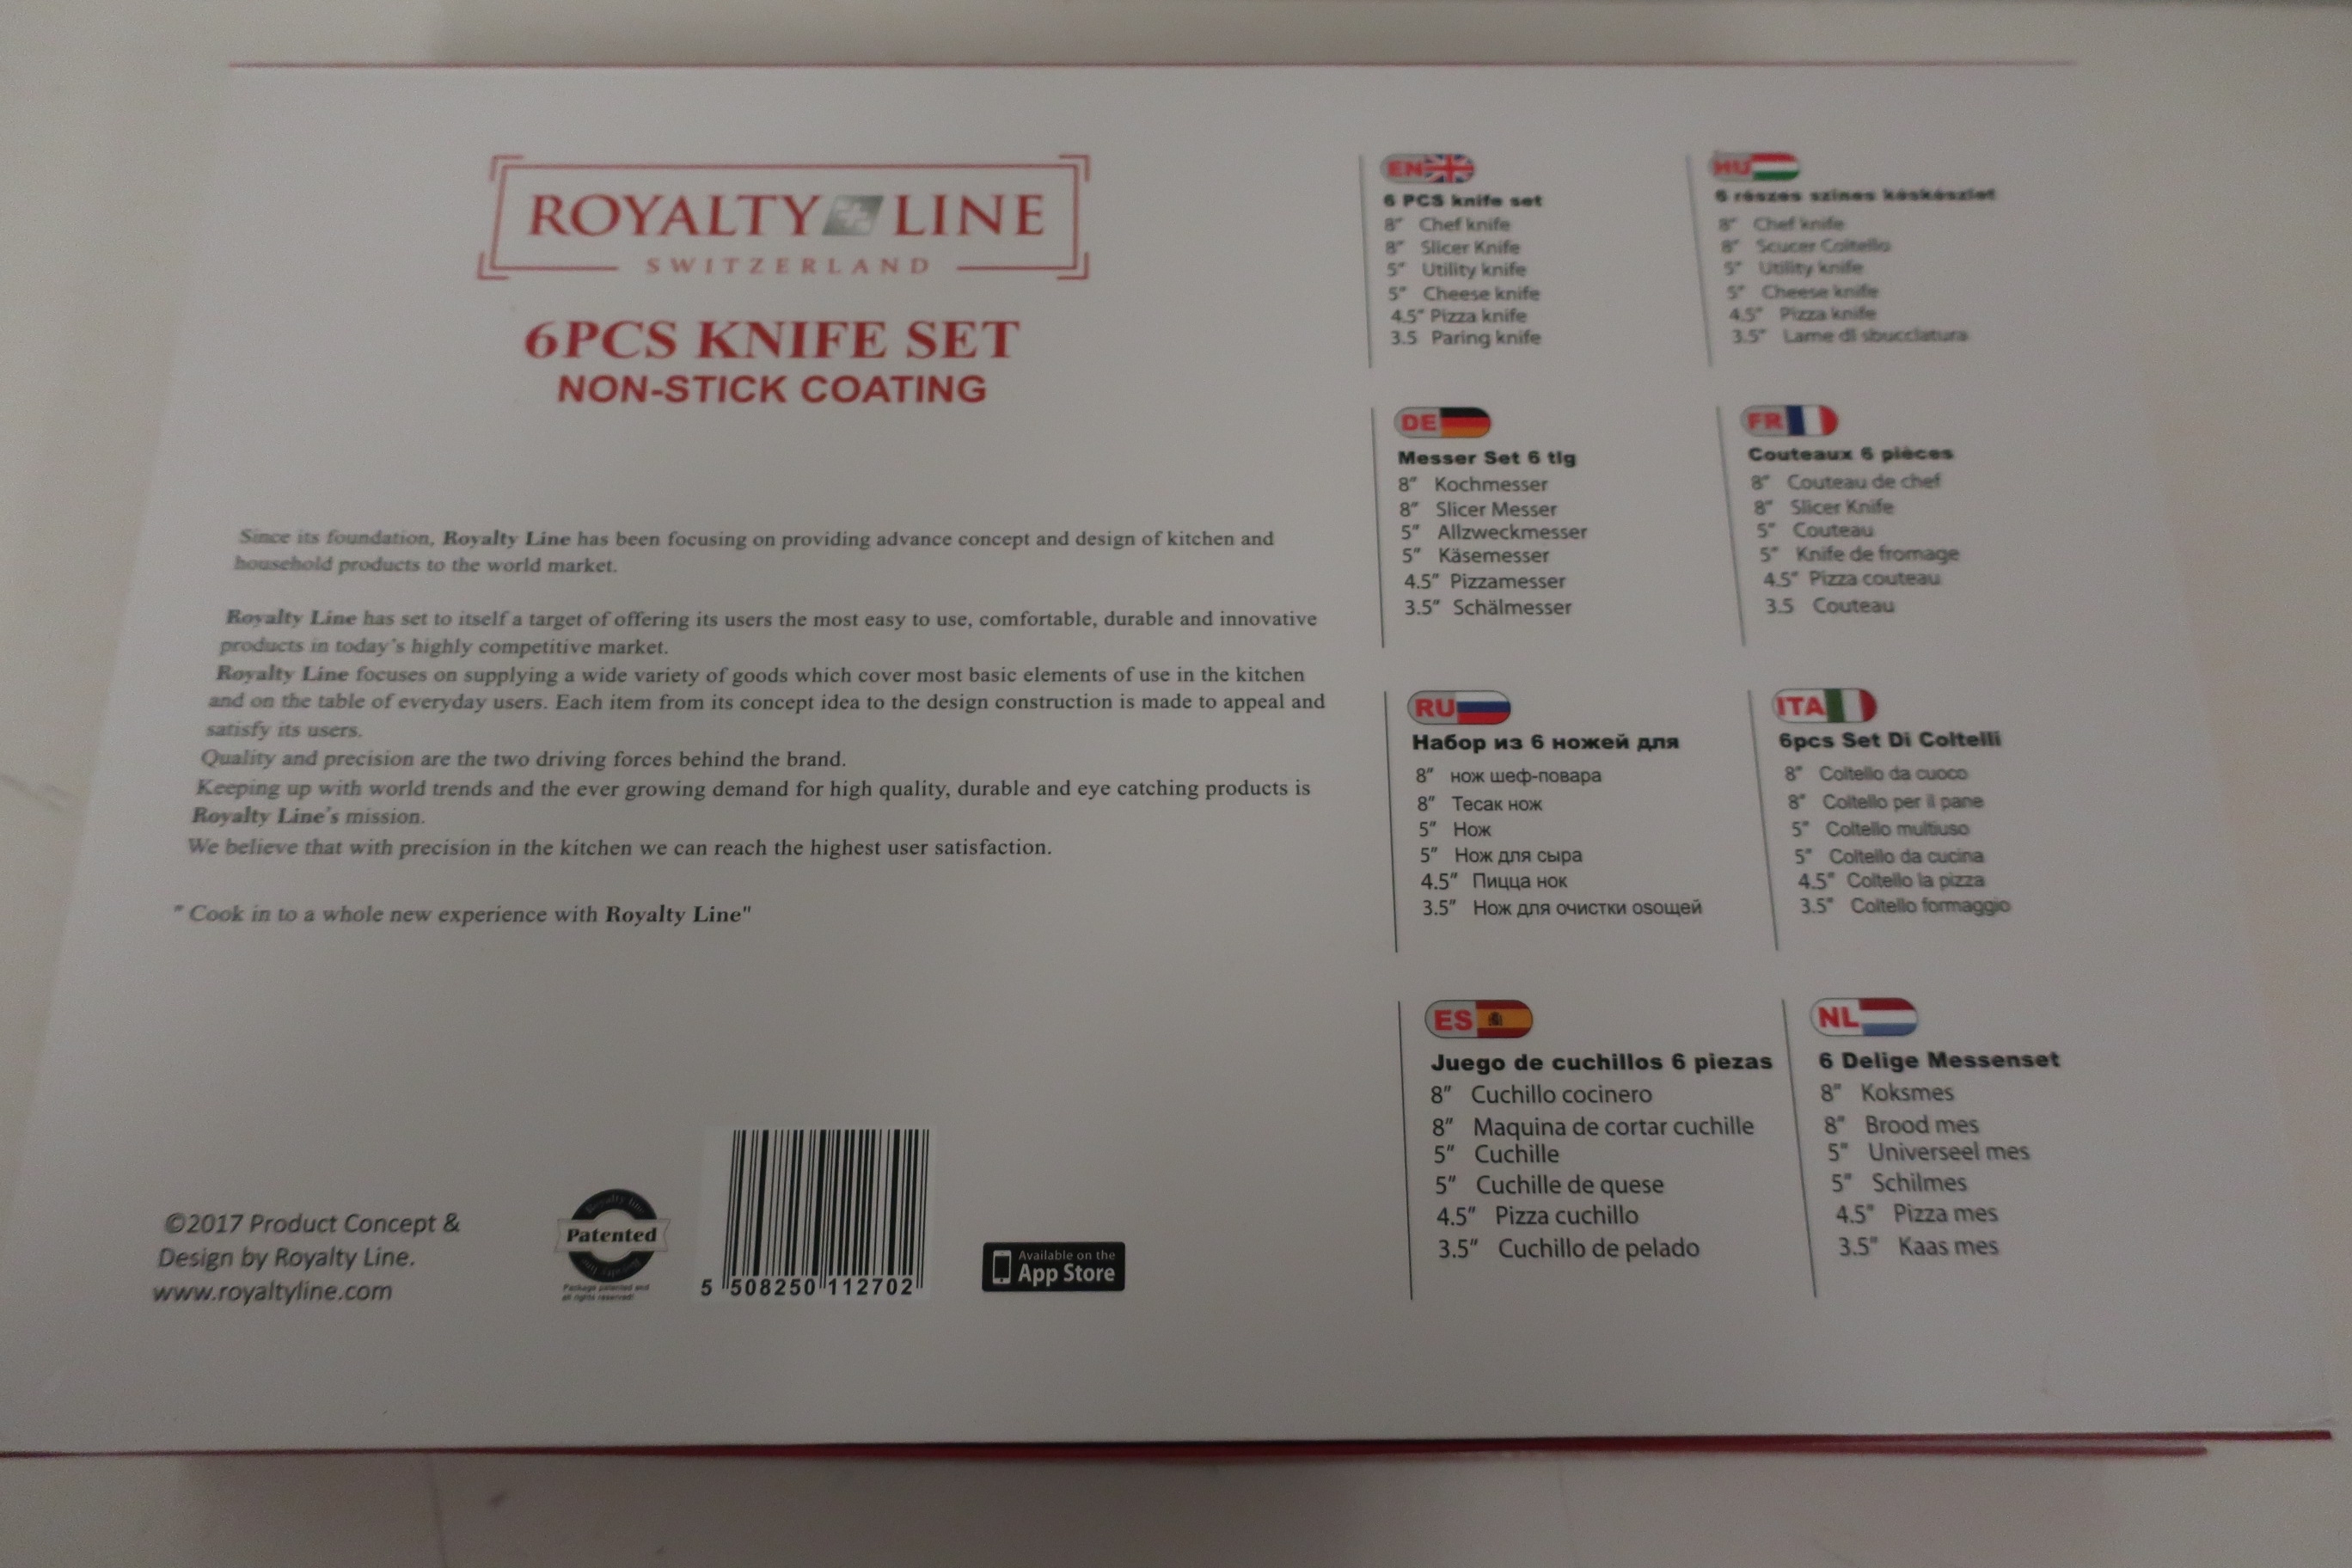 ROYALTY LINE
SWITZERLAND
6PCS KNIFE SET
NON-STICK COATING
Since its foundation, Royalty Line has been focusing on providing advance concept and design of kitchen and
household products to the world market.
Royalty Line has set to itself a target of offering its users the most easy to use, comfortable, durable and innovative
products in today's highly competitive market.
Royalty Line focuses on supplying a wide variety of goods which cover most basic elements of use in the kitchen
and on the table of everyday users. Each item from its concept idea to the design construction is made to appeal and
satisfy its users.
Quality and precision are the two driving forces behind the brand.
Keeping up with world trends and the ever growing demand for high quality, durable and eye catching products is
Royalty Line's mission.
We believe that with precision in the kitchen we can reach the highest user satisfaction.
" Cook in to a whole new experience with Royalty Line"
©2017 Product Concept &
Design by Royalty Line.
www.royaltyline.com
Royalty line
Patented
Royalty line
Package patented and
all rights reserved!
5 508250 112702
Available on the
App Store
EN
6 PCS knife set
8" Chef knife
8" Slicer Knife
5" Utility knife
5" Cheese knife
4.5" Pizza knife
3.5 Paring knife
HU
6 részes színes késkészlet
8" Chef knife
8" Scucer Coltello
5" Utility knife
5" Cheese knife
4.5" Pizza knife
3.5" Lame di sbucciatura
DE
Messer Set 6 tlg
8" Kochmesser
8" Slicer Messer
5" Allzweckmesser
5" Käsemesser
4.5" Pizzamesser
3.5" Schälmesser
FR
Couteaux 6 pièces
8" Couteau de chef
8" Slicer Knife
5" Couteau
5" Knife de fromage
4.5" Pizza couteau
3.5 Couteau
RU
Набор из 6 ножей для
8" нож шеф-повара
8" Тесак нож
5" Нож
5" Нож для сыра
4.5" Пицца нок
3.5" Нож для очистки оѕощей
ITA
6pcs Set Di Coltelli
8" Coltello da cuoco
8" Coltello per il pane
5" Coltello multiuso
5" Coltello da cucina
4.5" Coltello la pizza
3.5" Coltello formaggio
ES
Juego de cuchillos 6 piezas
8" Cuchillo cocinero
8" Maquina de cortar cuchille
5" Cuchille
5" Cuchille de quese
4.5" Pizza cuchillo
3.5" Cuchillo de pelado
NL
6 Delige Messenset
8" Koksmes
8" Brood mes
5" Universeel mes
5" Schilmes
4.5" Pizza mes
3.5" Kaas mes